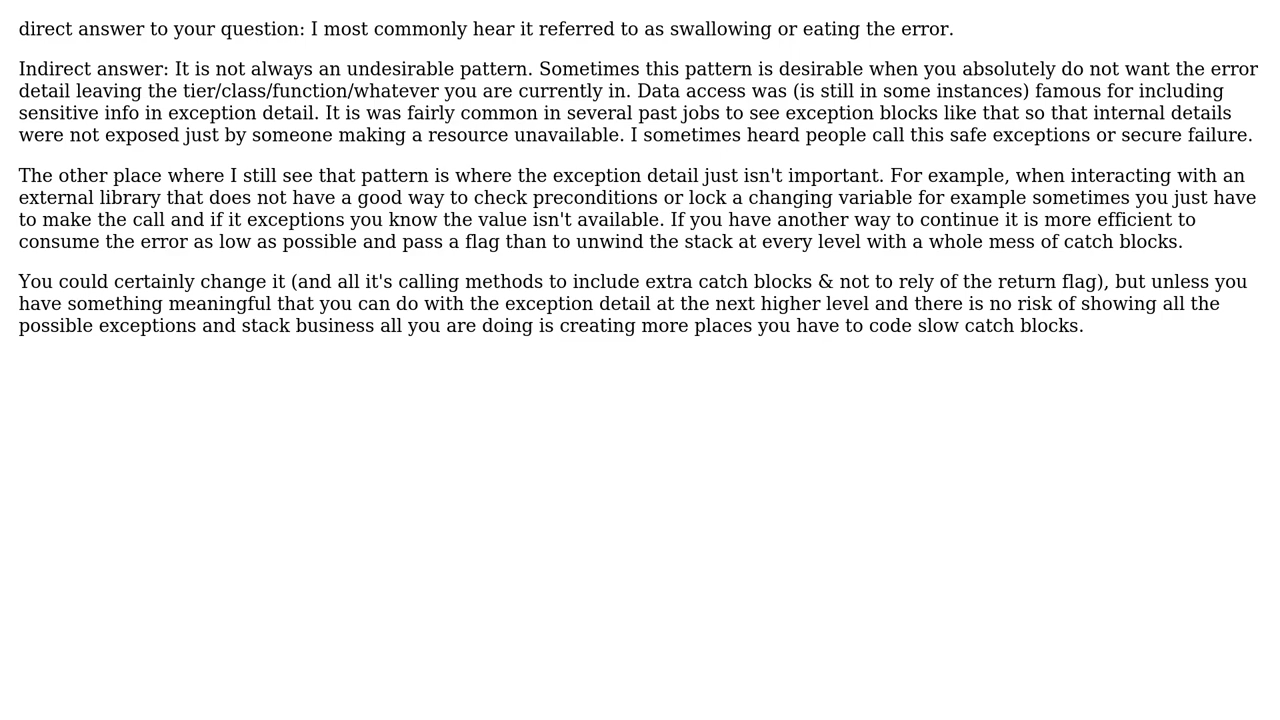 direct answer to your question: I most commonly hear it referred to as swallowing or eating the error.
Indirect answer: It is not always an undesirable pattern. Sometimes this pattern is desirable when you absolutely do not want the error
detail leaving the tier/class/function/whatever you are currently in. Data access was (is still in some instances) famous for including
sensitive info in exception detail. It is was fairly common in several past jobs to see exception blocks like that so that internal details
were not exposed just by someone making a resource unavailable. I sometimes heard people call this safe exceptions or secure failure.
The other place where I still see that pattern is where the exception detail just isn't important. For example, when interacting with an
external library that does not have a good way to check preconditions or lock a changing variable for example sometimes you just have
to make the call and if it exceptions you know the value isn't available. If you have another way to continue it is more efficient to
consume the error as low as possible and pass a flag than to unwind the stack at every level with a whole mess of catch blocks.
You could certainly change it (and all it's calling methods to include extra catch blocks & not to rely of the return flag), but unless you
have something meaningful that you can do with the exception detail at the next higher level and there is no risk of showing all the
possible exceptions and stack business all you are doing is creating more places you have to code slow catch blocks.